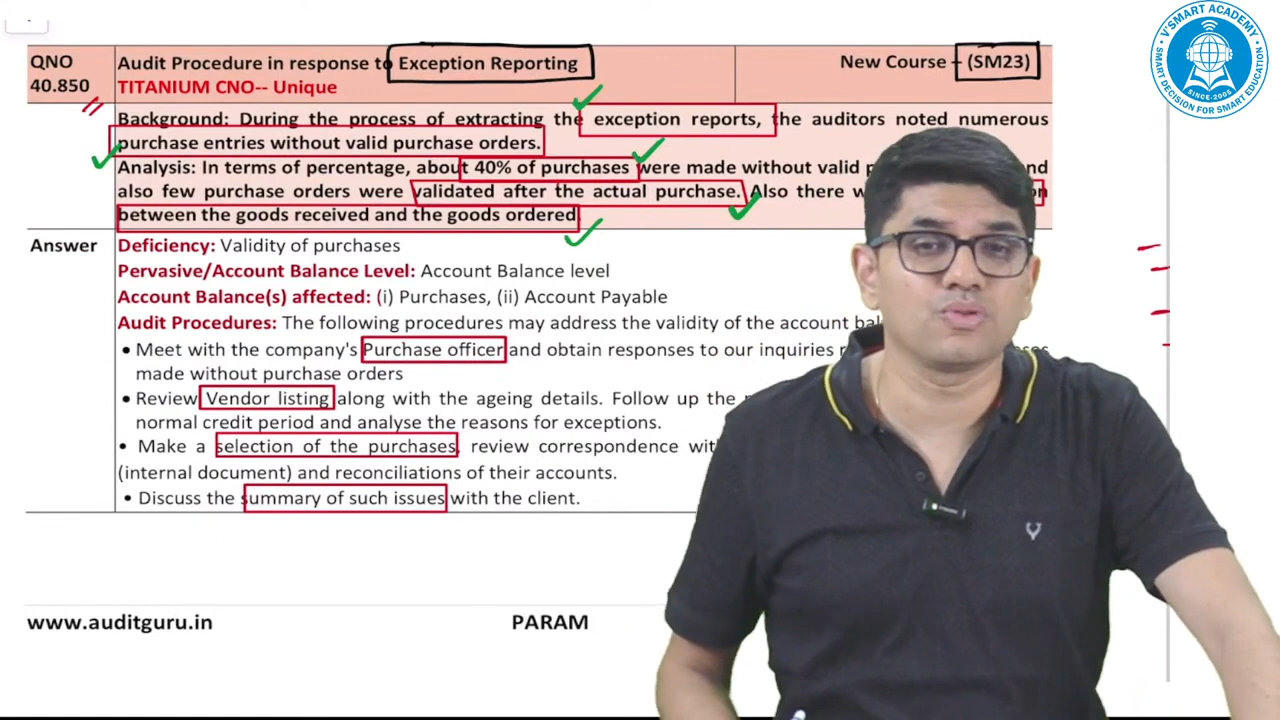 V'SMART ACADEMY
SMART DECISION FOR SMART EDUCATION
SINCE-2005
QNO
40.850
Audit Procedure in response to Exception Reporting
TITANIUM CNO-- Unique
New Course – (SM23)
Background: During the process of extracting the exception reports, the auditors noted numerous
purchase entries without valid purchase orders.
Analysis: In terms of percentage, about 40% of purchases were made without valid
also few purchase orders were validated after the actual purchase. Also there
between the goods received and the goods ordered.
Answer
Deficiency: Validity of purchases
Pervasive/Account Balance Level: Account Balance level
Account Balance(s) affected: (i) Purchases, (ii) Account Payable
Audit Procedures: The following procedures may address the validity of the account
• Meet with the company's Purchase officer and obtain responses to our inquiries
made without purchase orders
• Review Vendor listing along with the ageing details. Follow up the
normal credit period and analyse the reasons for exceptions.
• Make a selection of the purchases, review correspondence
(internal document) and reconciliations of their accounts.
• Discuss the summary of such issues with the client.
www.auditguru.in
PARAM